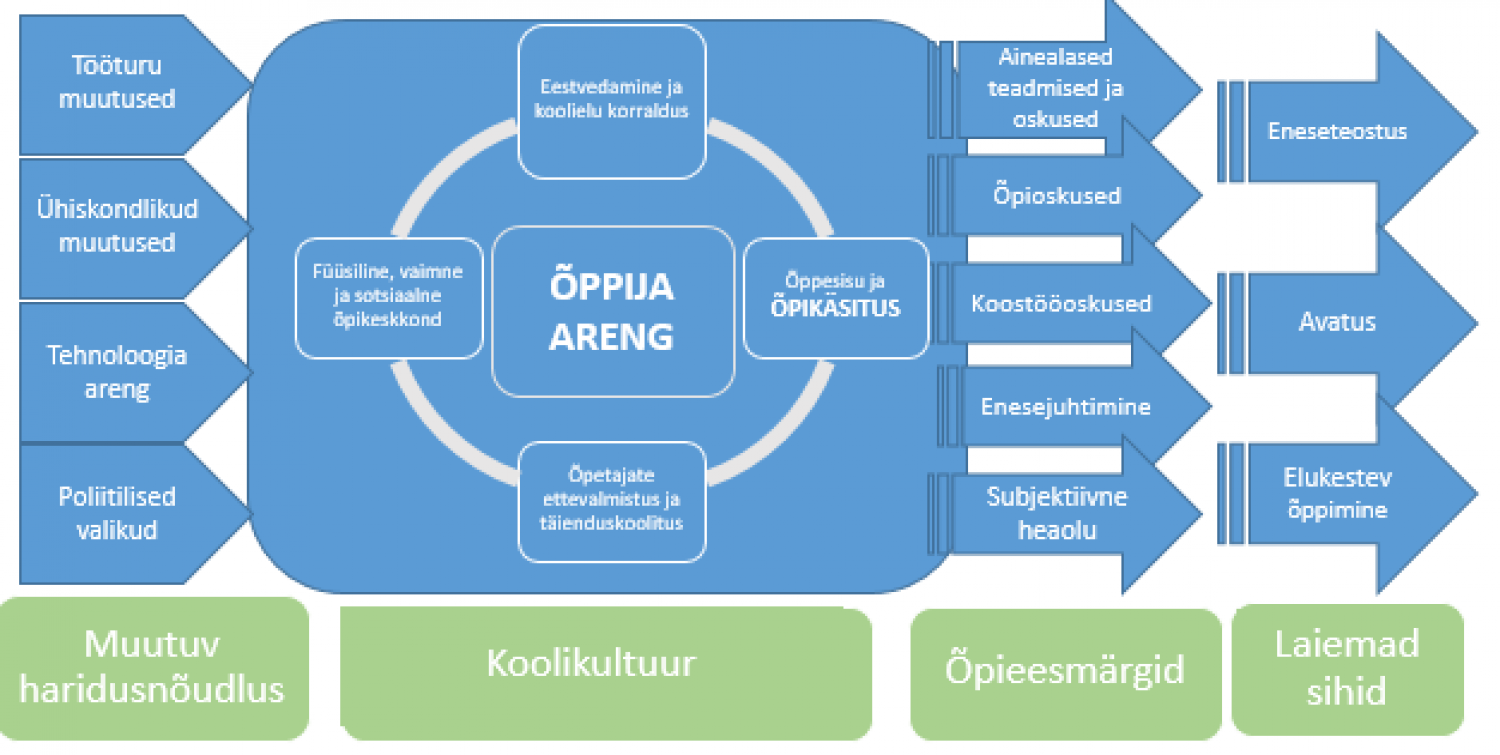 Tööturu
muutused
Ühiskondlikud
muutused
Tehnoloogia
areng
Poliitilised
valikud
Eestvedamine ja
koolielu korraldus
Füüsiline, vaimne
ja sotsiaalne
õpikeskkond
ÕPPIJA
ARENG
Õppesisu ja
ÕPIKÄSITUS
Õpetajate
ettevalmistus ja
täienduskoolitus
Ainealased
teadmised ja
oskused
Õpioskused
Koostööoskused
Enesejuhtimine
Subjektiivne
heaolu
Eneseteostus
Avatus
Elukestev
õppimine
Muutuv
haridusnõudlus
Koolikultuur
Õpieesmärgid
Laiemad
sihid